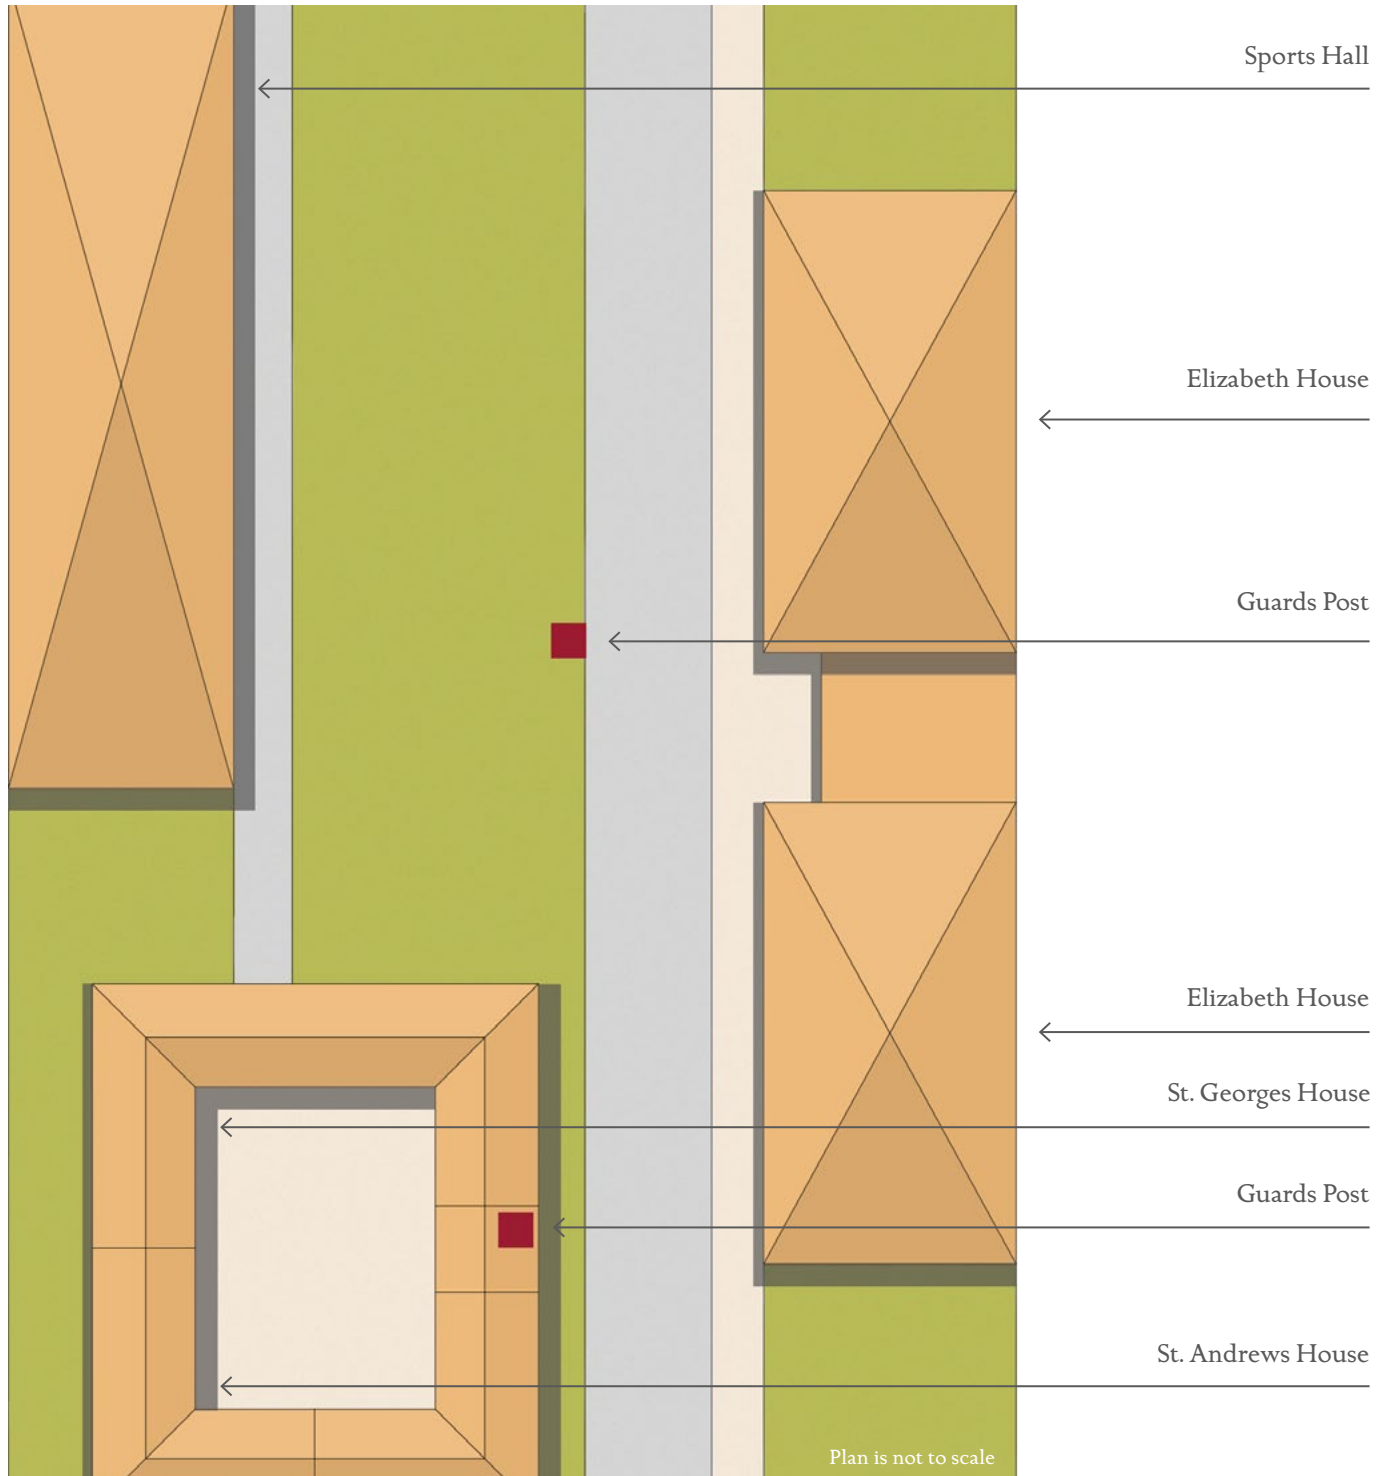 Sports Hall
Elizabeth House
Guards Post
Elizabeth House
St. Georges House
Guards Post
St. Andrews House
Plan is not to scale